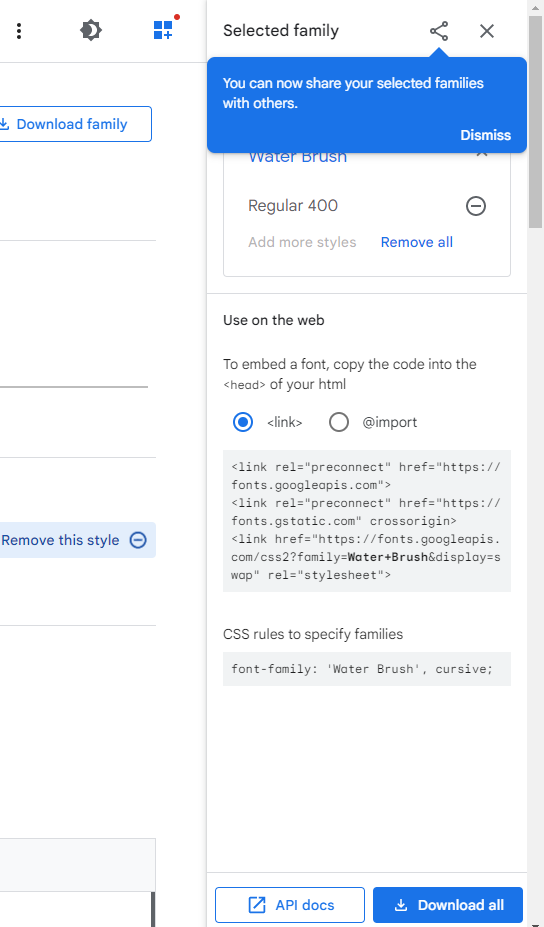 Selected family
You can now share your selected families
with others.
Dismiss
Download family
Water Brush
Regular 400
Add more styles Remove all
Use on the web
To embed a font, copy the code into the
<head> of your html
<link> @import
<link rel="preconnect" href="https://
fonts.googleapis.com">
<link rel="preconnect" href="https://
fonts.gstatic.com" crossorigin>
<link href="https://fonts.googleapis.
com/css2?family=Water+Brush&display=s
wap" rel="stylesheet">
Remove this style
CSS rules to specify families
font-family: 'Water Brush', cursive;
API docs Download all